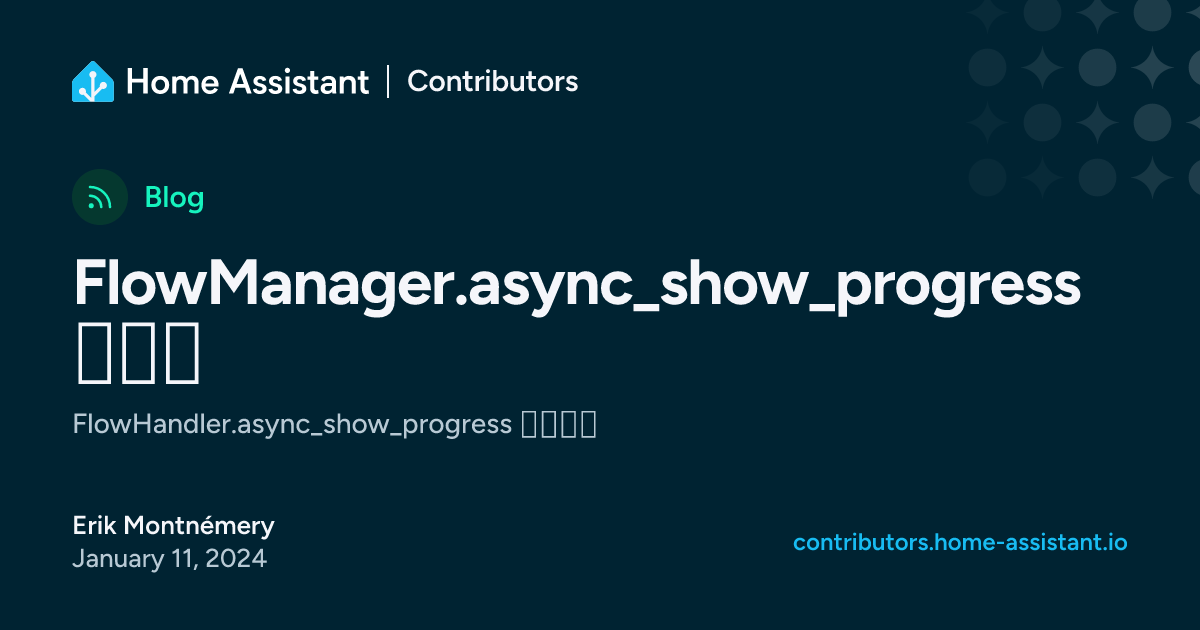 Home Assistant | Contributors
Blog
FlowManager.async_show_progress
FlowHandler.async_show_progress
Erik Montnémery
January 11, 2024
contributors.home-assistant.io